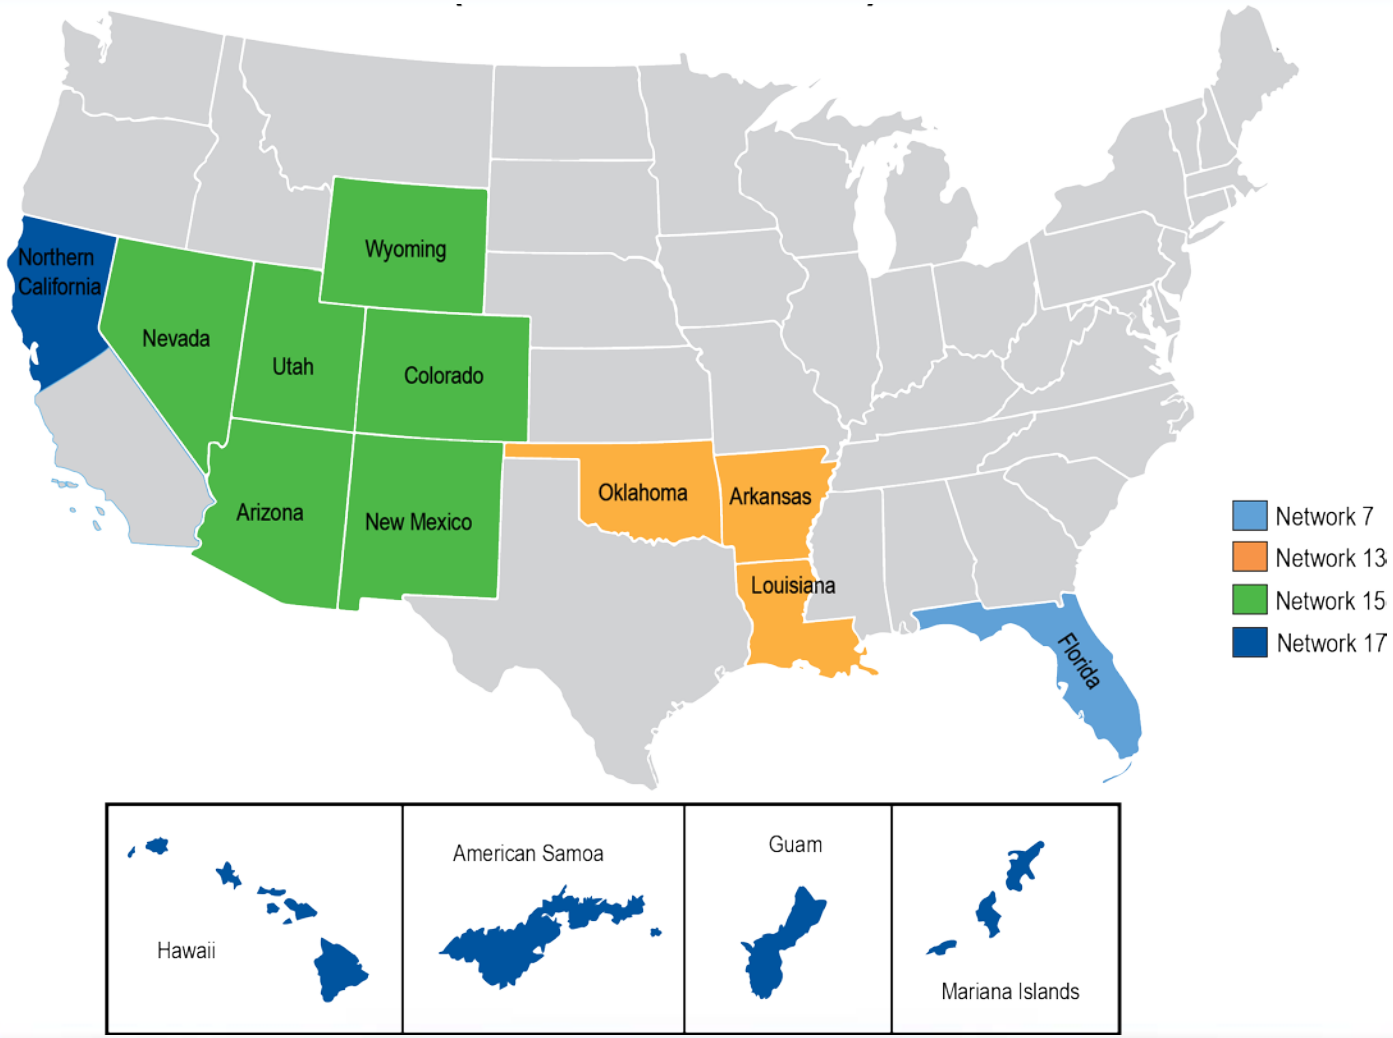 Northern
California
Nevada
Utah
Wyoming
Colorado
Arizona
New Mexico
Oklahoma
Arkansas
Louisiana
Florida
Network 7
Network 13
Network 15
Network 17
Hawaii
American Samoa
Guam
Mariana Islands